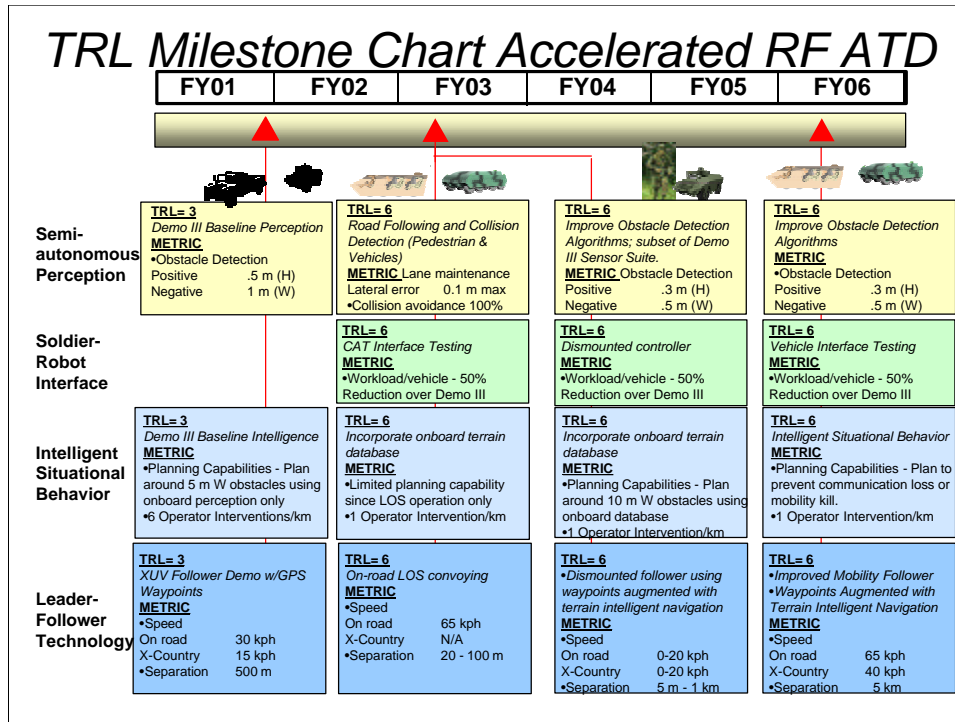 TRL Milestone Chart Accelerated RF ATD
FY01 FY02 FY03 FY04 FY05 FY06
Semi-
autonomous
Perception
TRL= 3
Demo III Baseline Perception
METRIC
•Obstacle Detection
Positive .5 m (H)
Negative 1 m (W)
TRL= 6
Road Following and Collision
Detection (Pedestrian &
Vehicles)
METRIC Lane maintenance
Lateral error 0.1 m max
•Collision avoidance 100%
TRL= 6
Improve Obstacle Detection
Algorithms; subset of Demo
III Sensor Suite.
METRIC Obstacle Detection
Positive .3 m (H)
Negative .5 m (W)
TRL= 6
Improve Obstacle Detection
Algorithms
METRIC
•Obstacle Detection
Positive .3 m (H)
Negative .5 m (W)
Soldier-
Robot
Interface
TRL= 6
CAT Interface Testing
METRIC
•Workload/vehicle - 50%
Reduction over Demo III
TRL= 6
Dismounted controller
METRIC
•Workload/vehicle - 50%
Reduction over Demo III
TRL= 6
Vehicle Interface Testing
METRIC
•Workload/vehicle - 50%
Reduction over Demo III
Intelligent
Situational
Behavior
TRL= 3
Demo III Baseline Intelligence
METRIC
•Planning Capabilities - Plan
around 5 m W obstacles using
onboard perception only
•6 Operator Interventions/km
TRL= 6
Incorporate onboard terrain
database
METRIC
•Limited planning capability
since LOS operation only
•1 Operator Intervention/km
TRL= 6
Incorporate onboard terrain
database
METRIC
•Planning Capabilities - Plan
around 10 m W obstacles using
onboard database
•1 Operator Intervention/km
TRL= 6
Intelligent Situational Behavior
METRIC
•Planning Capabilities - Plan to
prevent communication loss or
mobility kill.
•1 Operator Intervention/km
Leader-
Follower
Technology
TRL= 3
XUV Follower Demo w/GPS
Waypoints
METRIC
•Speed
On road 30 kph
X-Country 15 kph
•Separation 500 m
TRL= 6
On-road LOS convoying
METRIC
•Speed
On road 65 kph
X-Country N/A
•Separation 20 - 100 m
TRL= 6
•Dismounted follower using
waypoints augmented with
terrain intelligent navigation
METRIC
•Speed
On road 0-20 kph
X-Country 0-20 kph
•Separation 5 m - 1 km
TRL= 6
•Improved Mobility Follower
•Waypoints Augmented with
Terrain Intelligent Navigation
METRIC
•Speed
On road 65 kph
X-Country 40 kph
•Separation 5 km